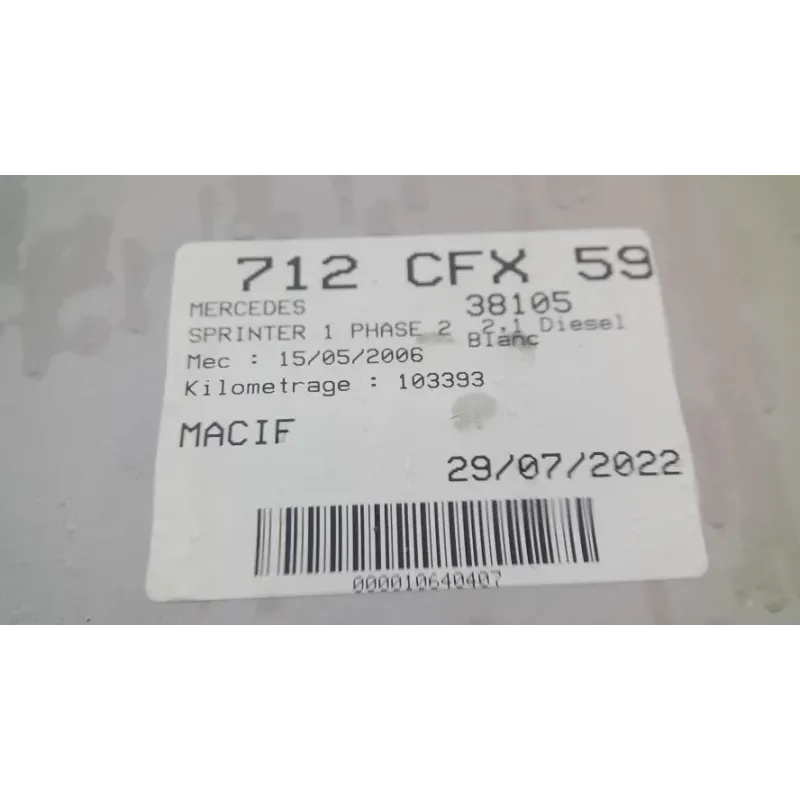 712 CFX 59
MERCEDES 38105
SPRINTER 1 PHASE 2 2.1 Diesel
Blanc
Mec : 15/05/2006
Kilometrage : 103393
MACIF
29/07/2022
000010640407